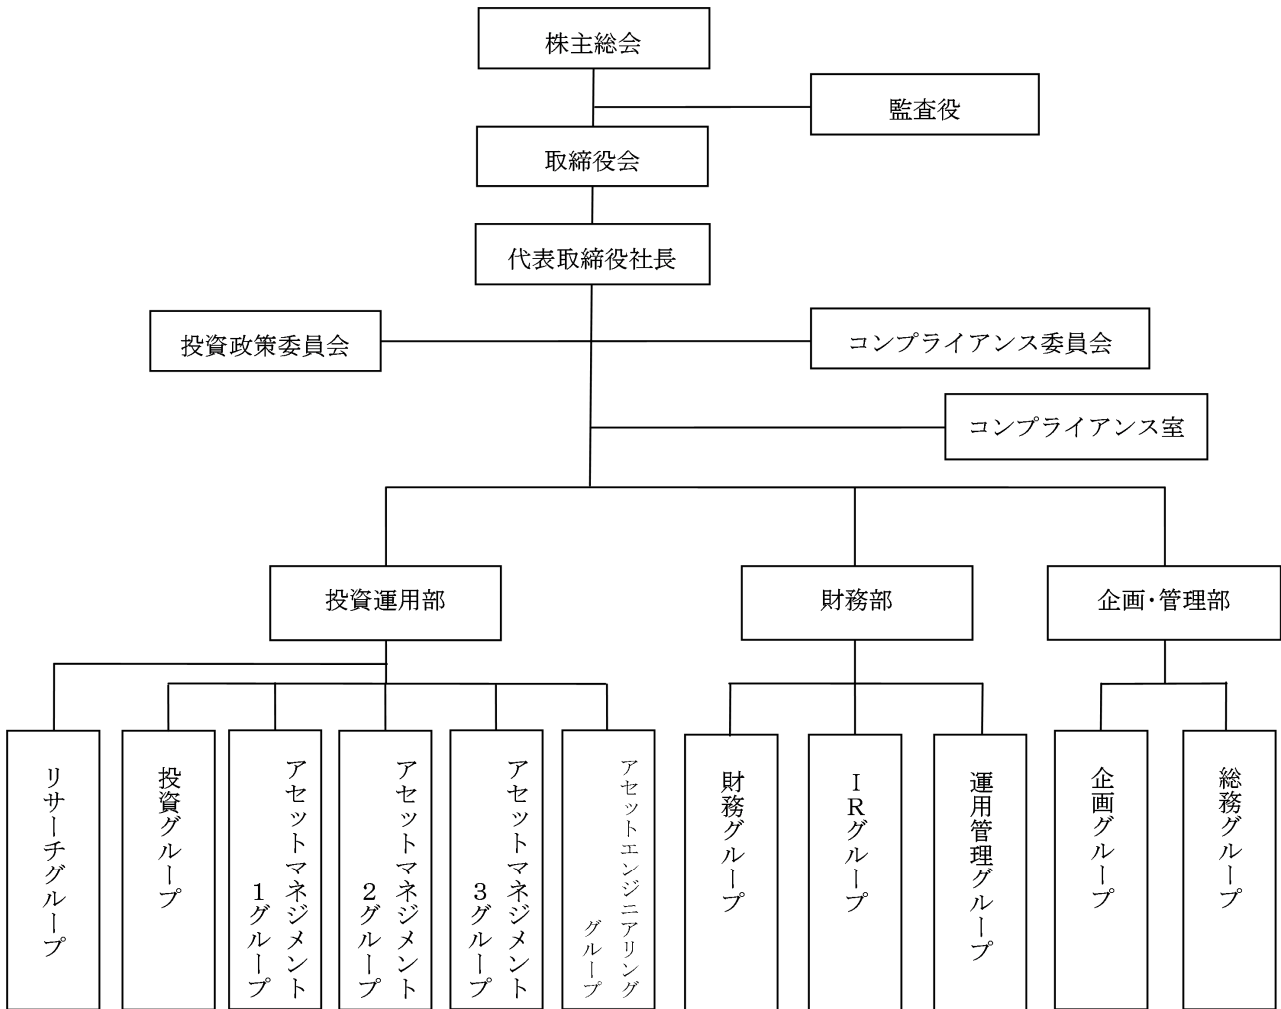 株主総会
監査役
取締役会
代表取締役社長
投資政策委員会
コンプライアンス委員会
コンプライアンス室
投資運用部
財務部
企画・管理部
リサーチグループ
投資グループ
アセットマネジメント
1グループ
アセットマネジメント
2グループ
アセットマネジメント
3グループ
アセットエンジニアリング
グループ
財務グループ
IRグループ
運用管理グループ
企画グループ
総務グループ